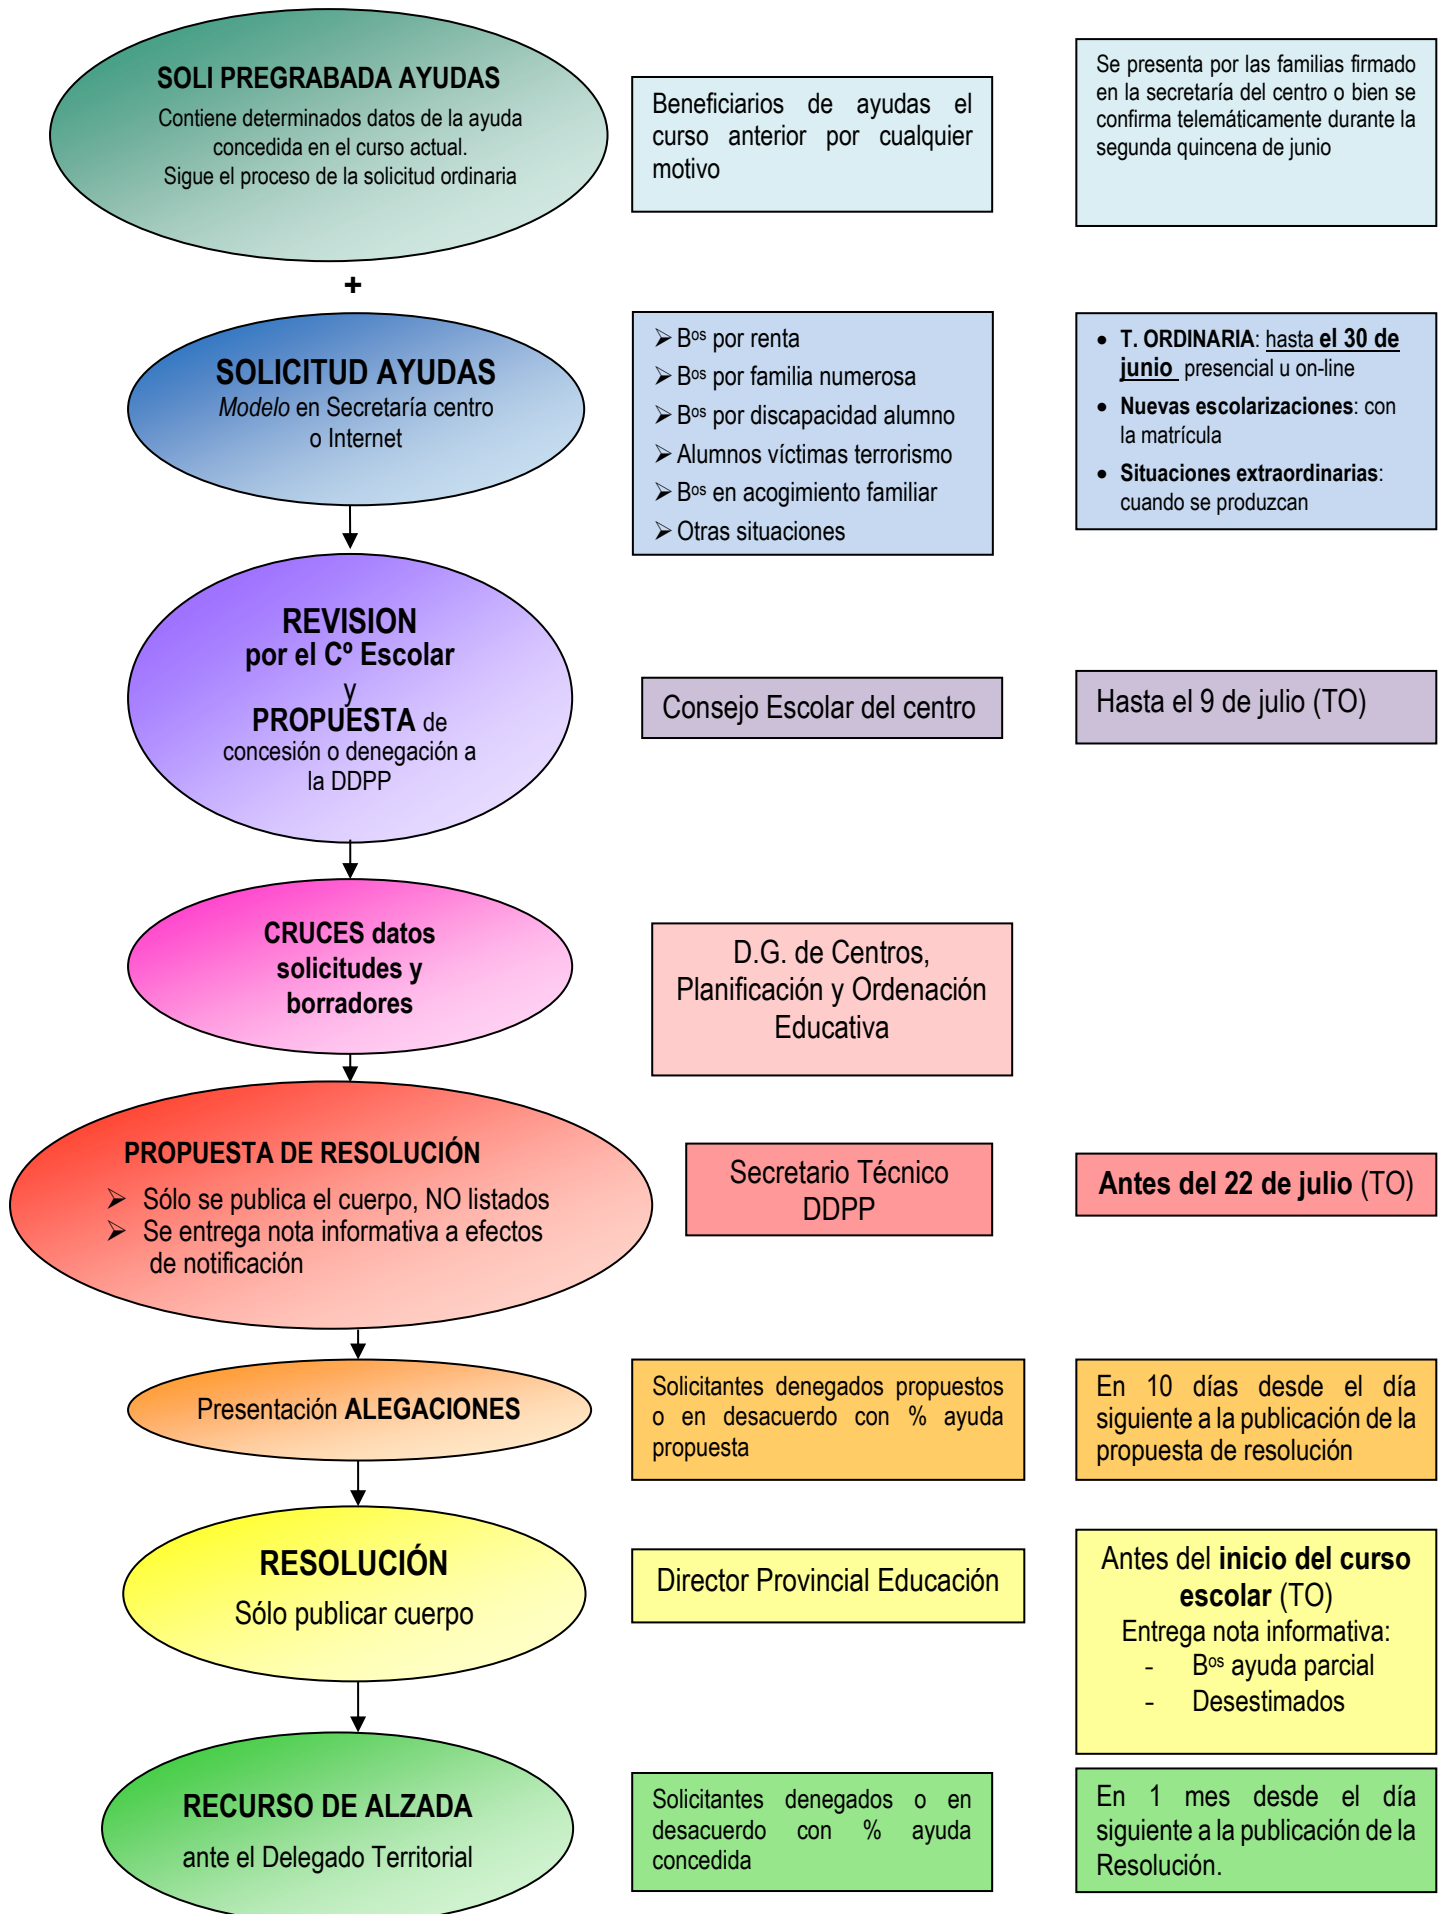 SOLI PREGRABADA AYUDAS
Contiene determinados datos de la ayuda
concedida en el curso actual.
Sigue el proceso de la solicitud ordinaria
Beneficiarios de ayudas el
curso anterior por cualquier
motivo
Se presenta por las familias firmado
en la secretaría del centro o bien se
confirma telemáticamente durante la
segunda quincena de junio
+
SOLICITUD AYUDAS
Modelo en Secretaría centro
o Internet
➢ Bos por renta
➢ Bos por familia numerosa
➢ Bos por discapacidad alumno
➢ Alumnos víctimas terrorismo
➢ Bos en acogimiento familiar
➢ Otras situaciones
• T. ORDINARIA: hasta el 30 de
junio presencial u on-line
• Nuevas escolarizaciones: con
la matrícula
• Situaciones extraordinarias:
cuando se produzcan
REVISION
por el Cº Escolar
y
PROPUESTA de
concesión o denegación a
la DDPP
Consejo Escolar del centro
Hasta el 9 de julio (TO)
CRUCES datos
solicitudes y
borradores
D.G. de Centros,
Planificación y Ordenación
Educativa
PROPUESTA DE RESOLUCIÓN
➢ Sólo se publica el cuerpo, NO listados
➢ Se entrega nota informativa a efectos
de notificación
Secretario Técnico
DDPP
Antes del 22 de julio (TO)
Presentación ALEGACIONES
Solicitantes denegados propuestos
o en desacuerdo con % ayuda
propuesta
En 10 días desde el día
siguiente a la publicación de la
propuesta de resolución
RESOLUCIÓN
Sólo publicar cuerpo
Director Provincial Educación
Antes del inicio del curso
escolar (TO)
Entrega nota informativa:
- Bos ayuda parcial
- Desestimados
RECURSO DE ALZADA
ante el Delegado Territorial
Solicitantes denegados o en
desacuerdo con % ayuda
concedida
En 1 mes desde el día
siguiente a la publicación de la
Resolución.